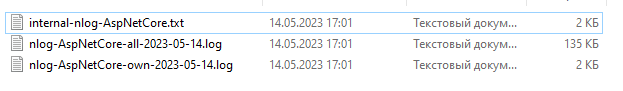 internal-nlog-AspNetCore.txt 14.05.2023 17:01 Текстовый докум... 2 КБ
nlog-AspNetCore-all-2023-05-14.log 14.05.2023 17:01 Текстовый докум... 135 КБ
nlog-AspNetCore-own-2023-05-14.log 14.05.2023 17:01 Текстовый докум... 2 КБ